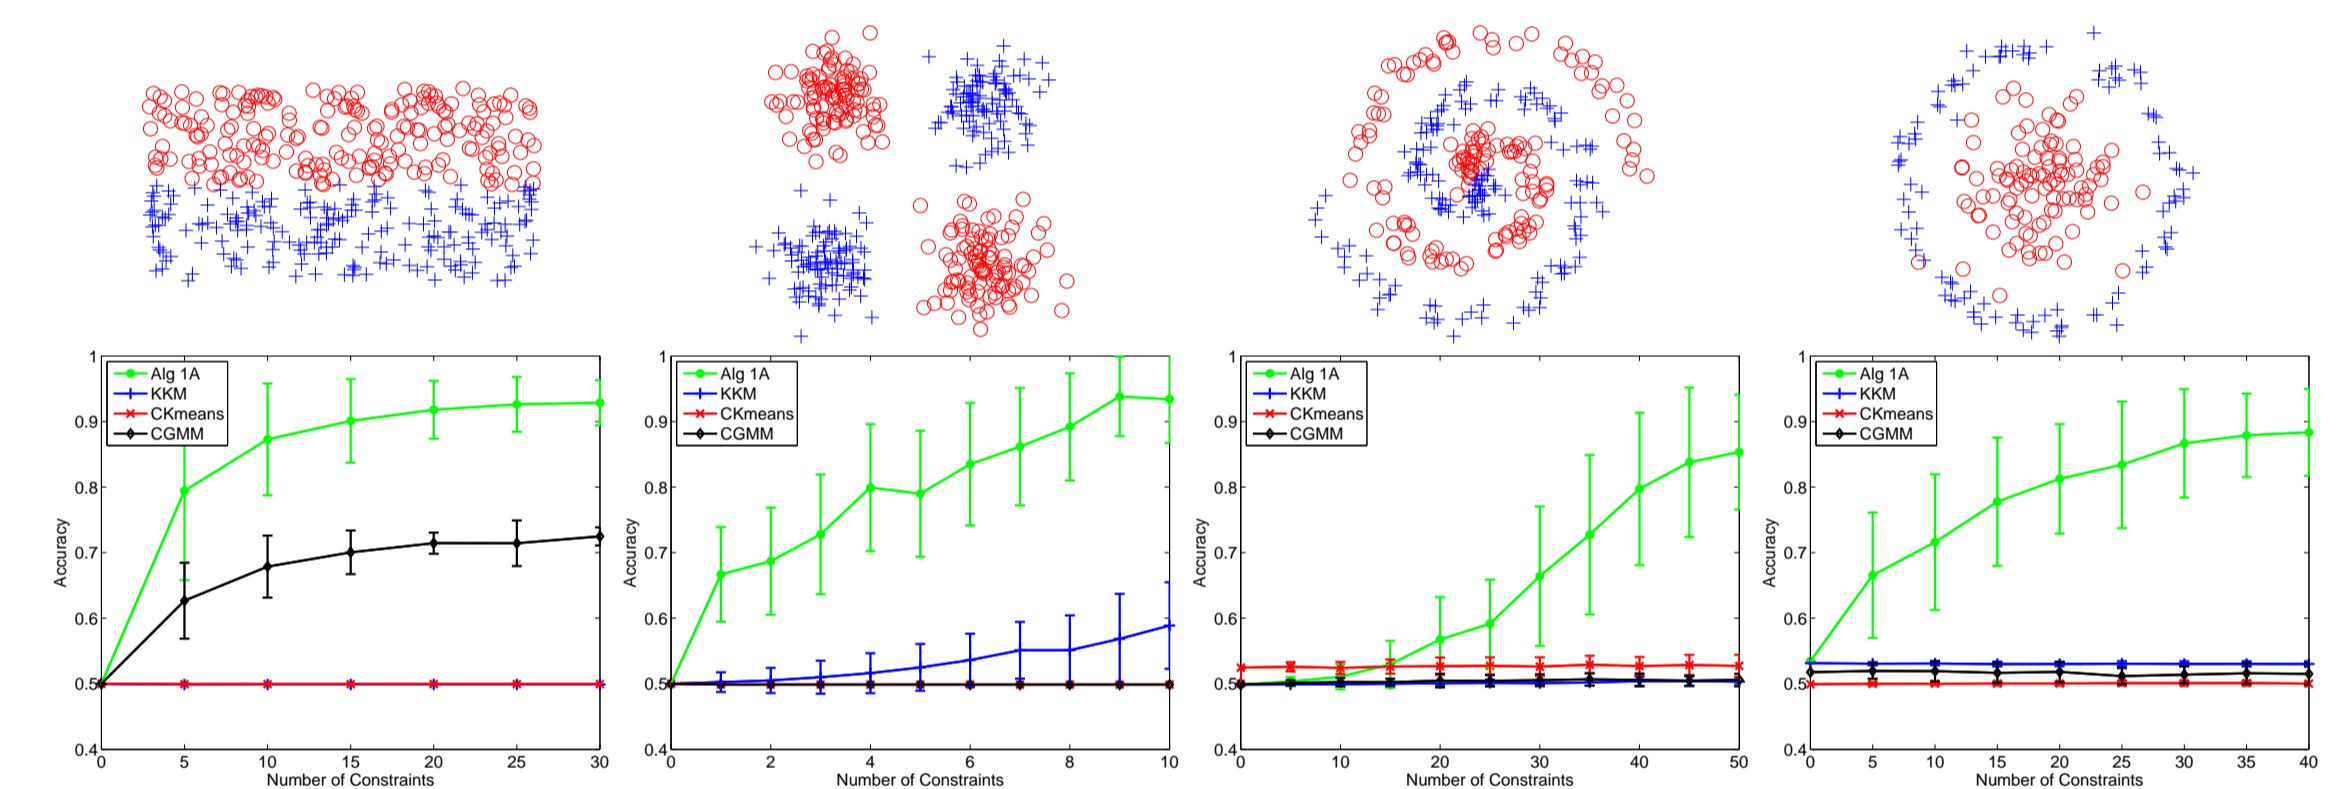 Alg 1A
KKM
CKmeans
CGMM
1
0.9
0.8
0.7
0.6
0.5
0.4
Accuracy
0 5 10 15 20 25 30
Number of Constraints
Alg 1A
KKM
CKmeans
CGMM
1
0.9
0.8
0.7
0.6
0.5
0.4
Accuracy
0 2 4 6 8 10
Number of Constraints
Alg 1A
KKM
CKmeans
CGMM
1
0.9
0.8
0.7
0.6
0.5
0.4
Accuracy
0 10 20 30 40 50
Number of Constraints
Alg 1A
KKM
CKmeans
CGMM
1
0.9
0.8
0.7
0.6
0.5
0.4
Accuracy
0 5 10 15 20 25 30 35 40
Number of Constraints